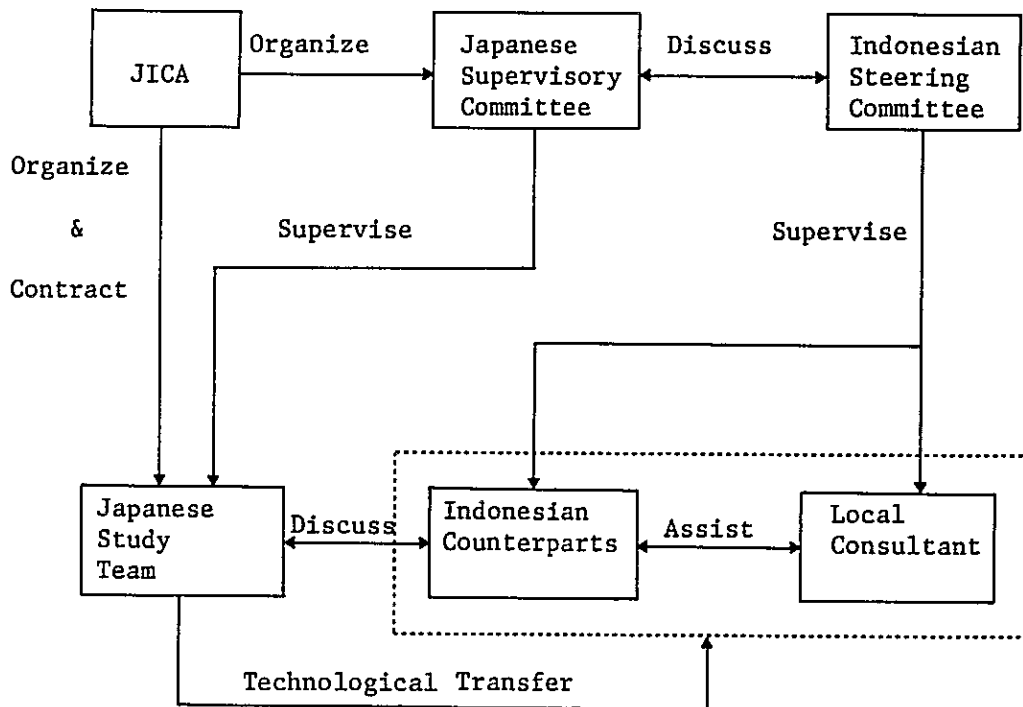 JICA
Organize
Japanese
Supervisory
Committee
Discuss
Indonesian
Steering
Committee
Organize
&
Contract
Supervise
Supervise
Japanese
Study
Team
Discuss
Indonesian
Counterparts
Assist
Local
Consultant
Technological Transfer